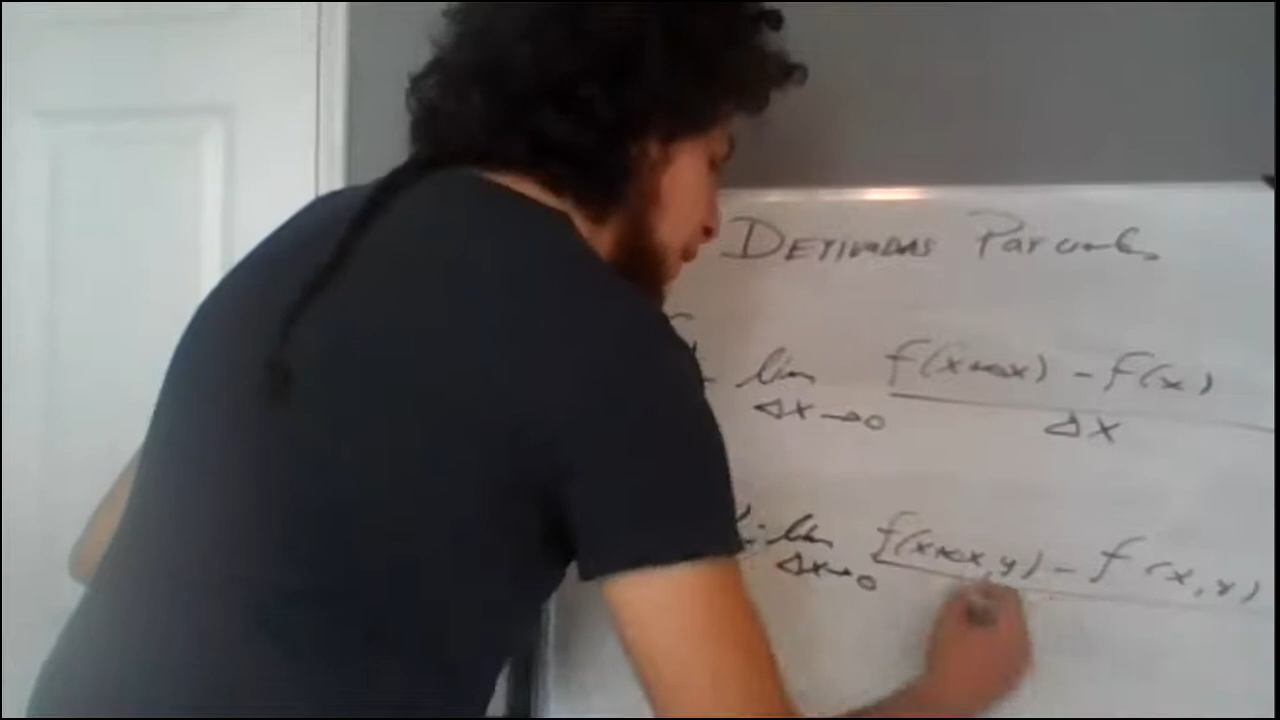 DERIVADAS Parciales
lim f(x+Δx) - f(x)
Δx→0 Δx
lim f(x+Δx,y) - f(x,y)
Δx→0